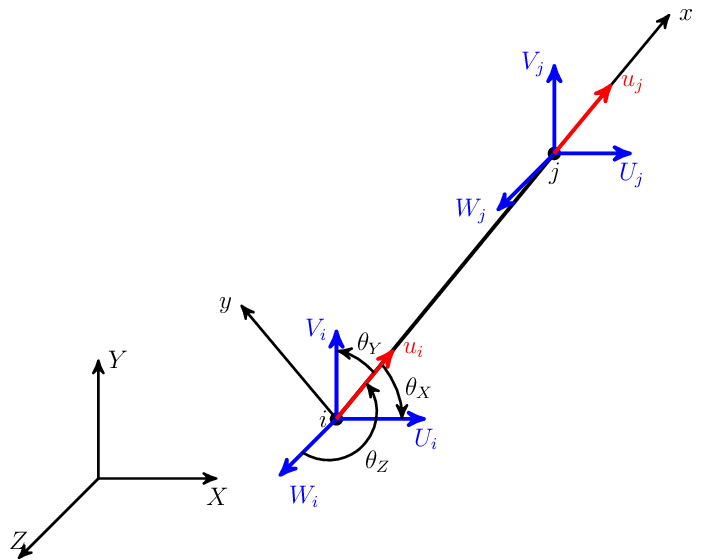 x
V_j
u_j
j
U_j
W_j
y
V_i
θ_Y
u_i
Y
θ_X
i
U_i
θ_Z
X
W_i
Z